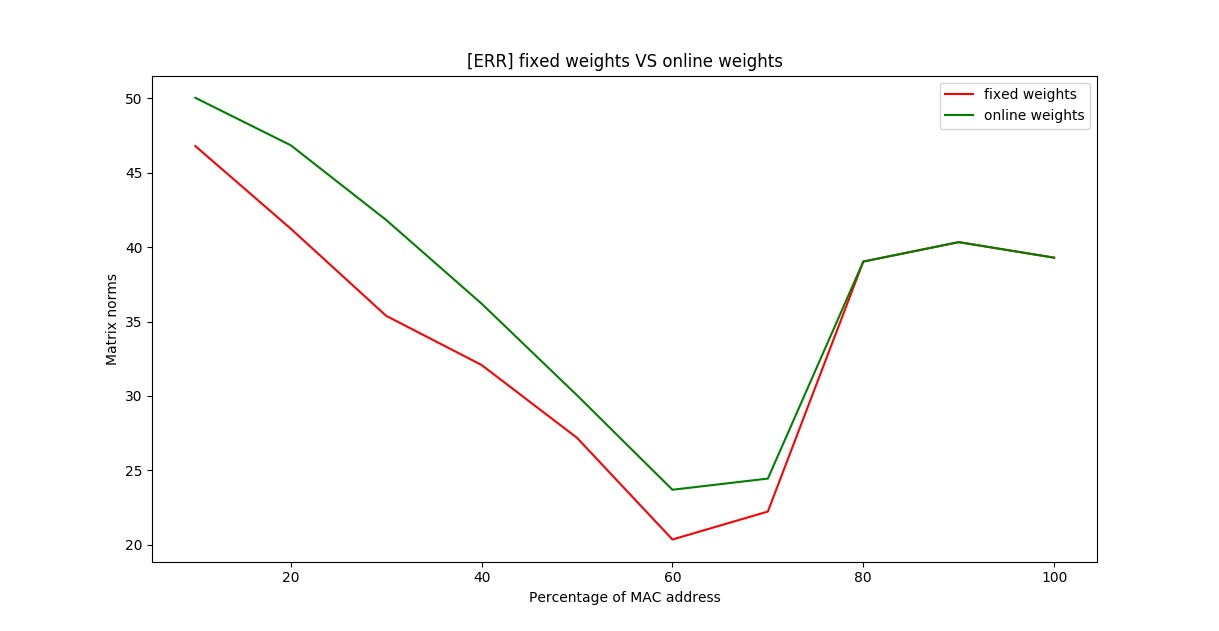 [ERR] fixed weights VS online weights
fixed weights
online weights
50
45
40
35
30
25
20
Matrix norms
20 40 60 80 100
Percentage of MAC address